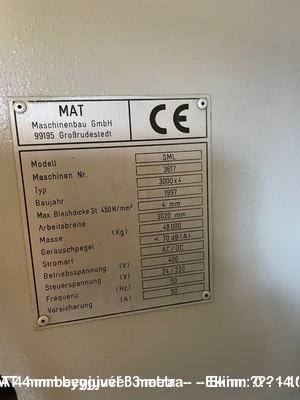 MAT
Maschinenbau GmbH
99195 Großrudestedt
CE
Modell SML
Maschinen Nr. 3617
Typ 3000x4
Baujahr 1997
Max. Blechdicke St 450 N/mm² 4 mm
Arbeitsbreite 3020 mm
Masse (Kg) 48.000
Geräuschpegel < 70 dB (A)
Stromart AC/DC
Betriebsspannung (V) 400
Steuerspannung (V) 24/220
Frequenz (Hz) 50
Vorsicherung (A) 50